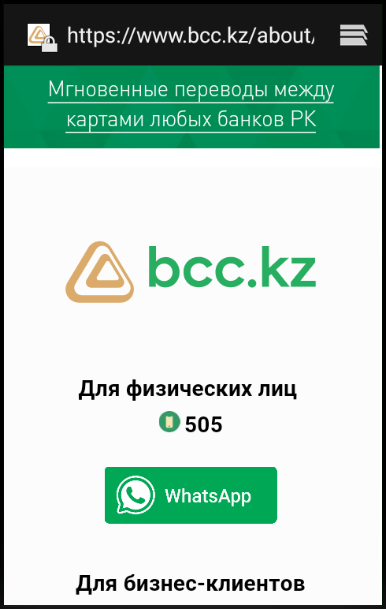 https://www.bcc.kz/about/
Мгновенные переводы между
картами любых банков РК
bcc.kz
Для физических лиц
505
WhatsApp
Для бизнес-клиентов